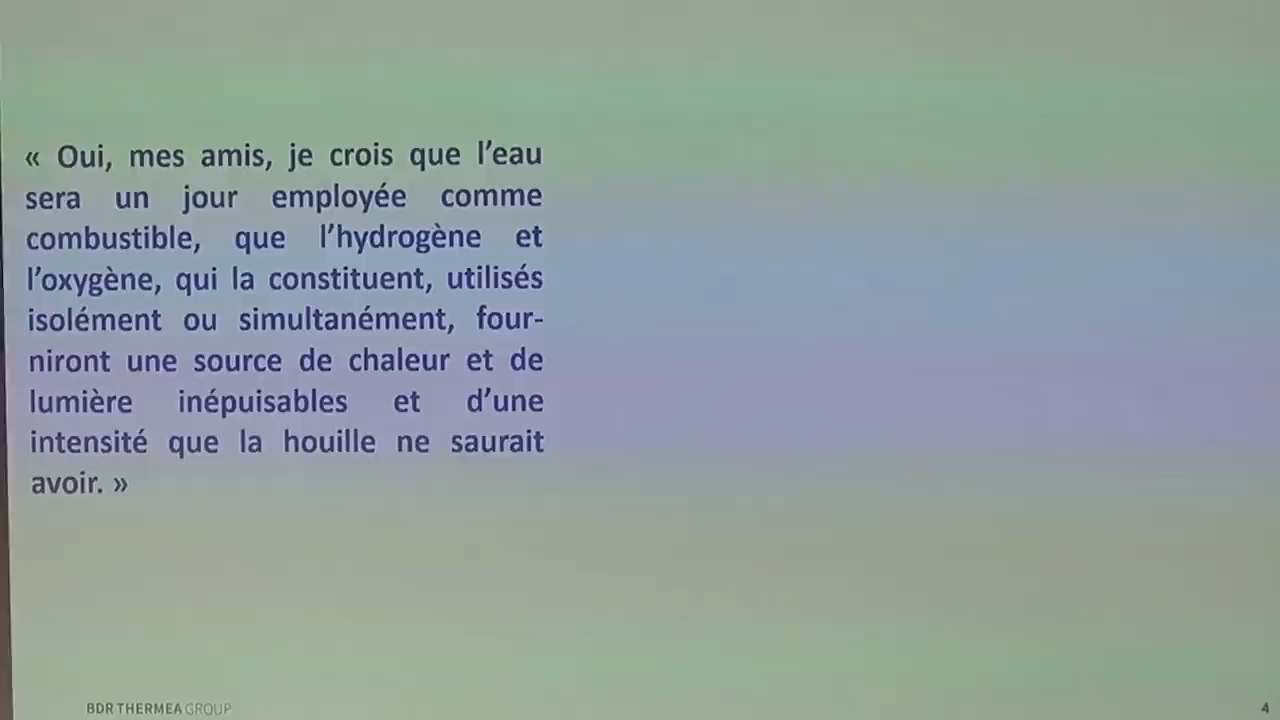 « Oui, mes amis, je crois que l’eau
sera un jour employée comme
combustible, que l’hydrogène et
l’oxygène, qui la constituent, utilisés
isolément ou simultanément, four-
niront une source de chaleur et de
lumière inépuisables et d’une
intensité que la houille ne saurait
avoir. »
BDR THERMEA GROUP
4